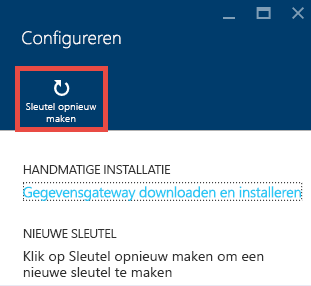 Configureren
Sleutel opnieuw
maken
HANDMATIGE INSTALLATIE
Gegevensgateway downloaden en installeren
NIEUWE SLEUTEL
Klik op Sleutel opnieuw maken om een
nieuwe sleutel te maken